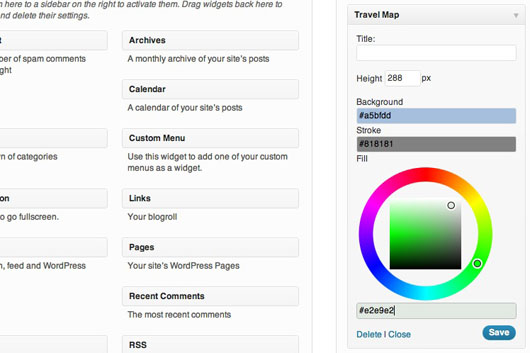 n here to a sidebar on the right to activate them. Drag widgets back here to
nd delete their settings.
t
ber of spam comments
ght
n of categories
on
to go fullscreen.
, feed and WordPress
Archives
A monthly archive of your site's posts
Calendar
A calendar of your site's posts
Custom Menu
Use this widget to add one of your custom
menus as a widget.
Links
Your blogroll
Pages
Your site's WordPress Pages
Recent Comments
The most recent comments
RSS
Travel Map
Title:
Height 288 px
Background
#a5bfdd
Stroke
#818181
Fill
#e2e9e2
Delete | Close
Save